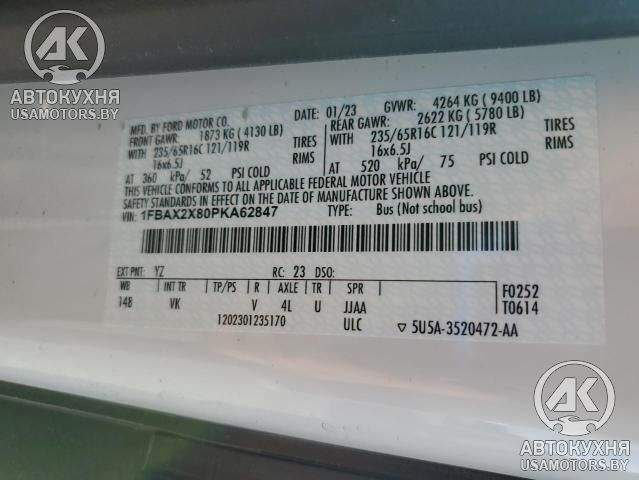 АК
АВТОКУХНЯ
USAMOTORS.BY
MFD. BY FORD MOTOR CO.
DATE: 01/23 GVWR: 4264 KG ( 9400 LB)
FRONT GAWR: 1873 KG ( 4130 LB)
REAR GAWR: 2622 KG ( 5780 LB)
WITH 235/65R16C 121/119R TIRES
235/65R16C 121/119R TIRES
16x6.5J RIMS
WITH 16x6.5J RIMS
AT 360 kPa/ 52 PSI COLD
AT 520 kPa/ 75 PSI COLD
THIS VEHICLE CONFORMS TO ALL APPLICABLE FEDERAL MOTOR VEHICLE
SAFETY STANDARDS IN EFFECT ON THE DATE OF MANUFACTURE SHOWN ABOVE.
VIN: 1FBAX2X80PKA62847 TYPE: Bus (Not school bus)
EXT PNT: YZ RC: 23 DSO:
WB INT TR TP/PS R AXLE TR SPR F0252
148 VK V 4L U JJAA T0614
1202301235170 ULC ▽ 5U5A-3520472-AA
АК
АВТОКУХНЯ
USAMOTORS.BY